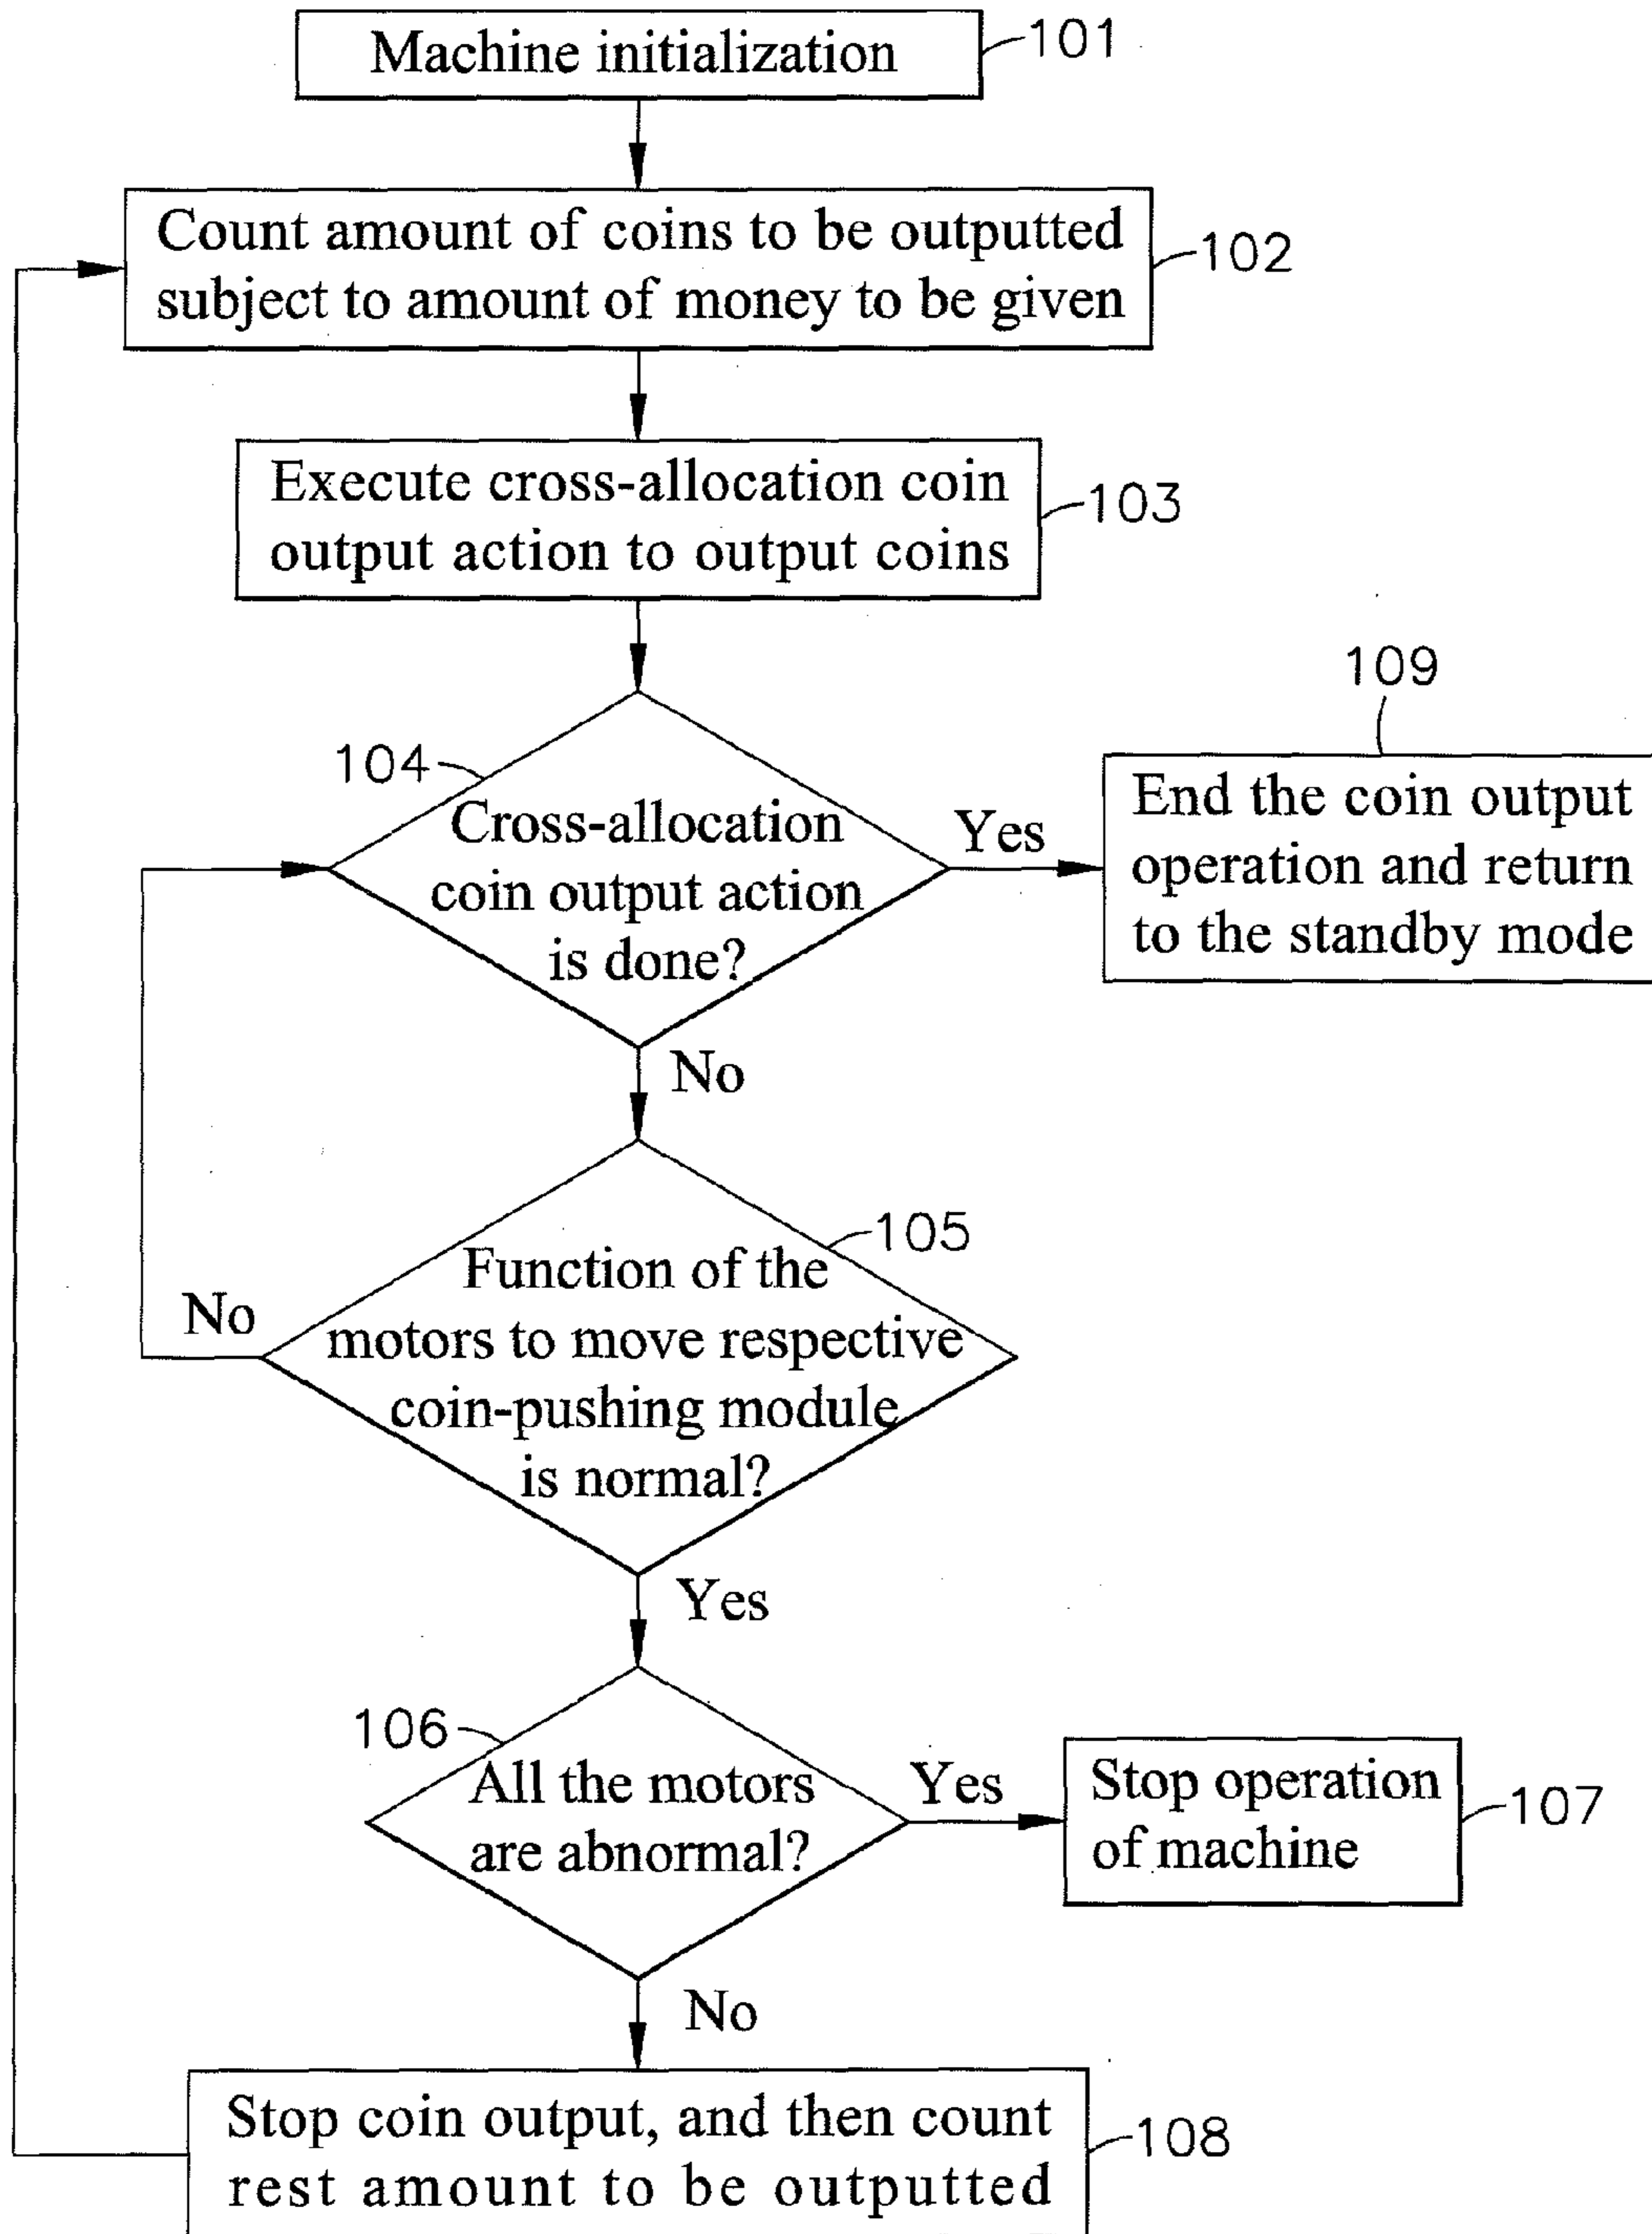 Machine initialization
101
Count amount of coins to be outputted
subject to amount of money to be given
102
Execute cross-allocation coin
output action to output coins
103
104
Cross-allocation
coin output action
is done?
Yes
109
End the coin output
operation and return
to the standby mode
No
105
Function of the
motors to move respective
coin-pushing module
is normal?
No
Yes
106
All the motors
are abnormal?
Yes
Stop operation
of machine
107
No
Stop coin output, and then count
rest amount to be outputted
108